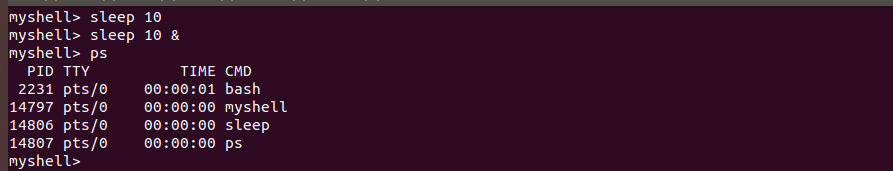 myshell> sleep 10
myshell> sleep 10 &
myshell> ps
  PID TTY          TIME CMD
 2231 pts/0    00:00:01 bash
14797 pts/0    00:00:00 myshell
14806 pts/0    00:00:00 sleep
14807 pts/0    00:00:00 ps
myshell>